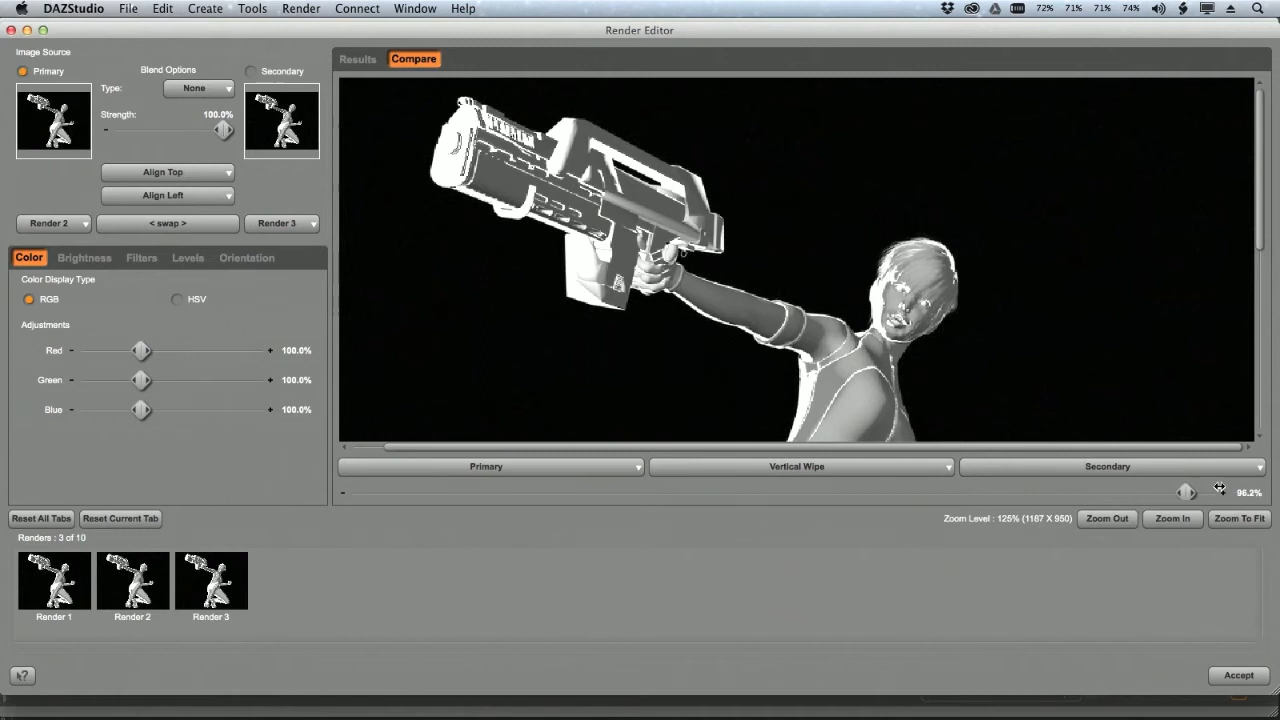 DAZStudio File Edit Create Tools Render Connect Window Help 72% 71% 71% 74%
Render Editor
Image Source
Primary Blend Options Secondary
Type: None
Strength: 100.0%
Align Top
Align Left
Render 2 < swap > Render 3
Color Brightness Filters Levels Orientation
Color Display Type
RGB HSV
Adjustments
Red - + 100.0%
Green - + 100.0%
Blue - + 100.0%
Reset All Tabs Reset Current Tab
Results Compare
Primary Vertical Wipe Secondary
- + 96.2%
Zoom Level : 125% (1187 X 950) Zoom Out Zoom In Zoom To Fit
Renders : 3 of 10
Render 1 Render 2 Render 3
Accept